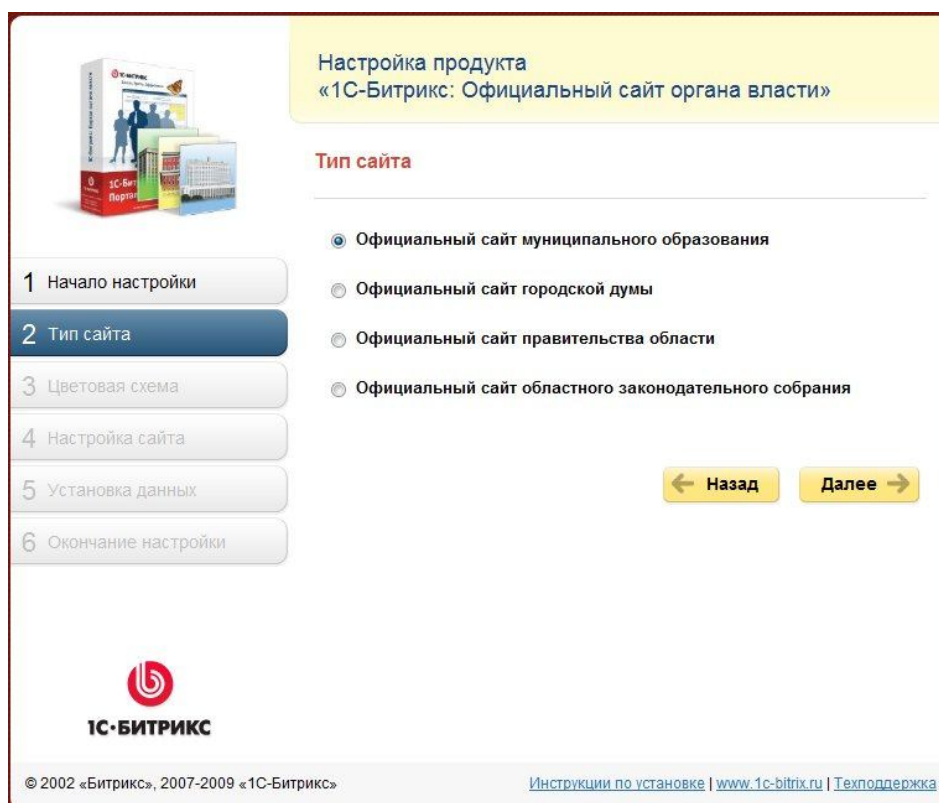 Настройка продукта
«1С-Битрикс: Официальный сайт органа власти»
Тип сайта
Официальный сайт муниципального образования
Официальный сайт городской думы
Официальный сайт правительства области
Официальный сайт областного законодательного собрания
Назад
Далее
1 Начало настройки
2 Тип сайта
3 Цветовая схема
4 Настройка сайта
5 Установка данных
6 Окончание настройки
1С·БИТРИКС
© 2002 «Битрикс», 2007-2009 «1С-Битрикс»
Инструкции по установке | www.1c-bitrix.ru | Техподдержка